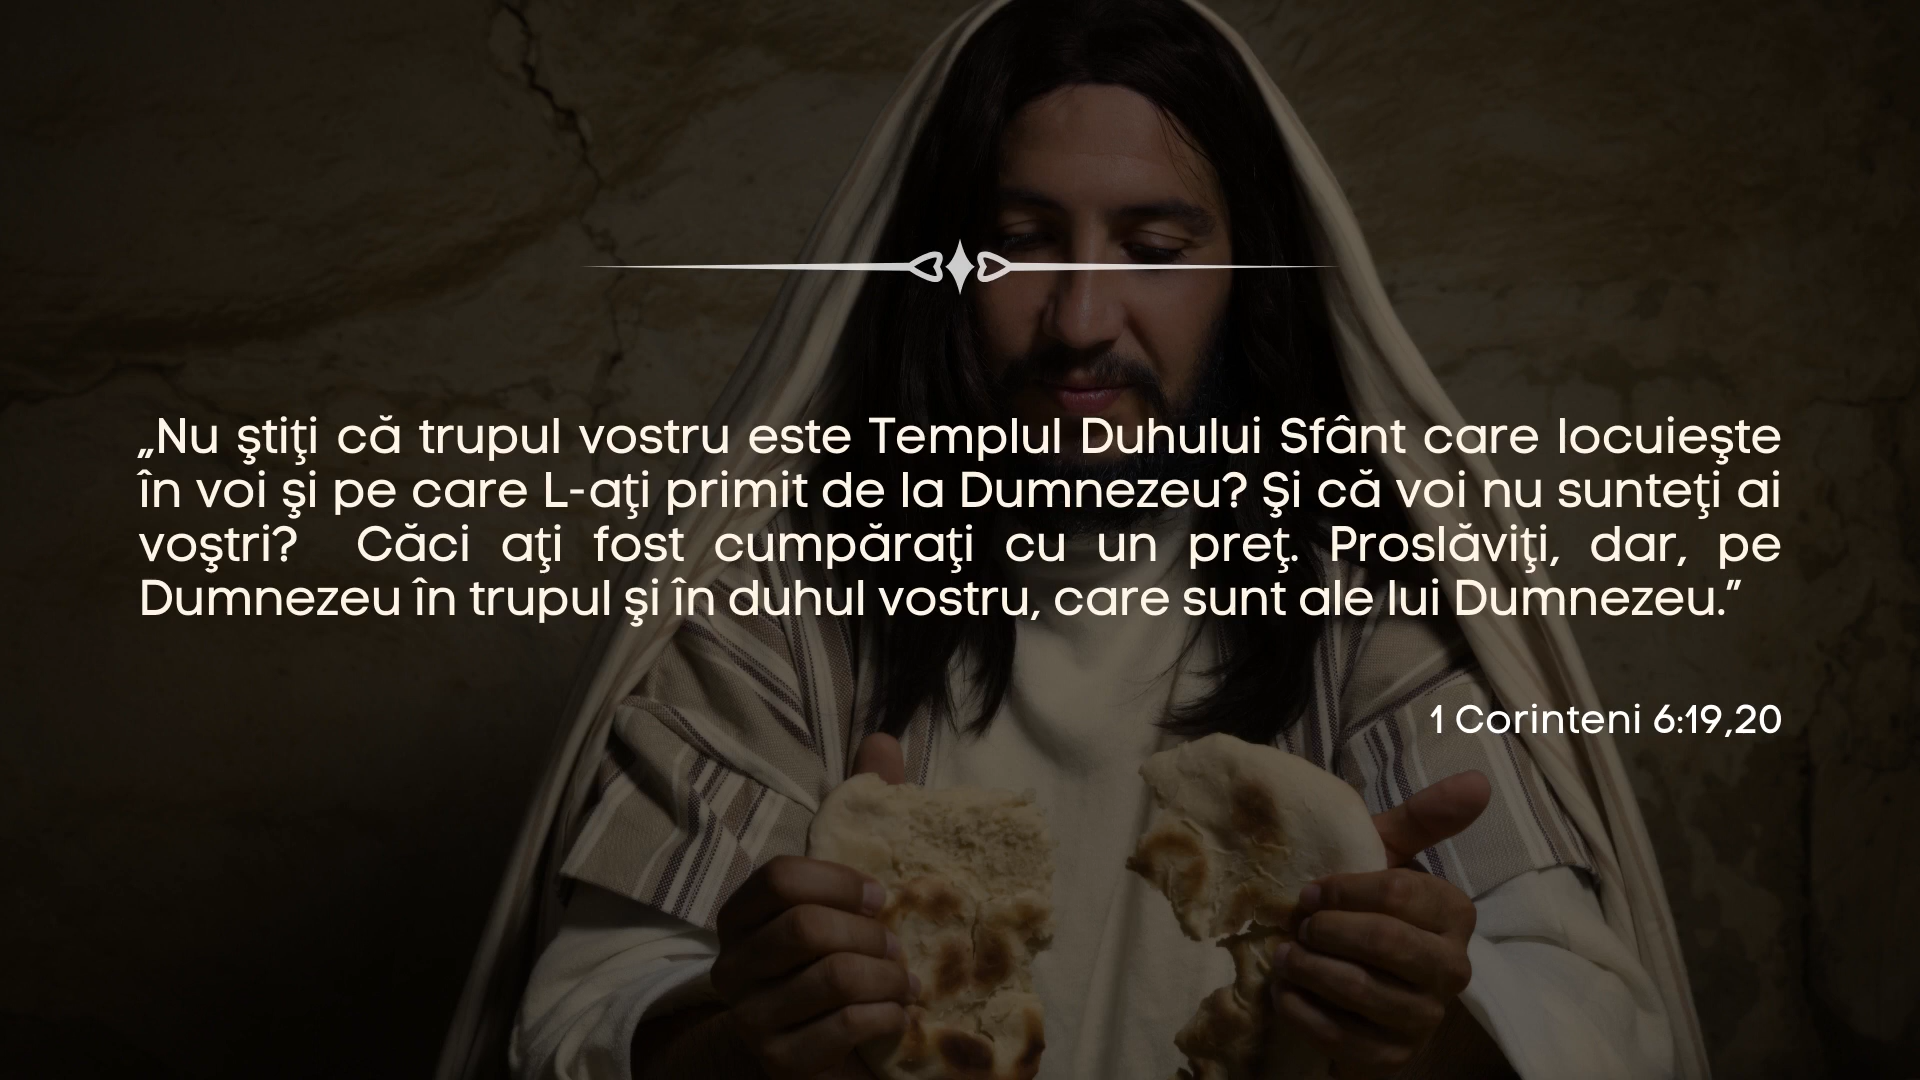 „Nu ştiţi că trupul vostru este Templul Duhului Sfânt care locuieşte
în voi şi pe care L-aţi primit de la Dumnezeu? Şi că voi nu sunteţi ai
voştri? Căci aţi fost cumpăraţi cu un preţ. Proslăviţi, dar, pe
Dumnezeu în trupul şi în duhul vostru, care sunt ale lui Dumnezeu.”
1 Corinteni 6:19,20